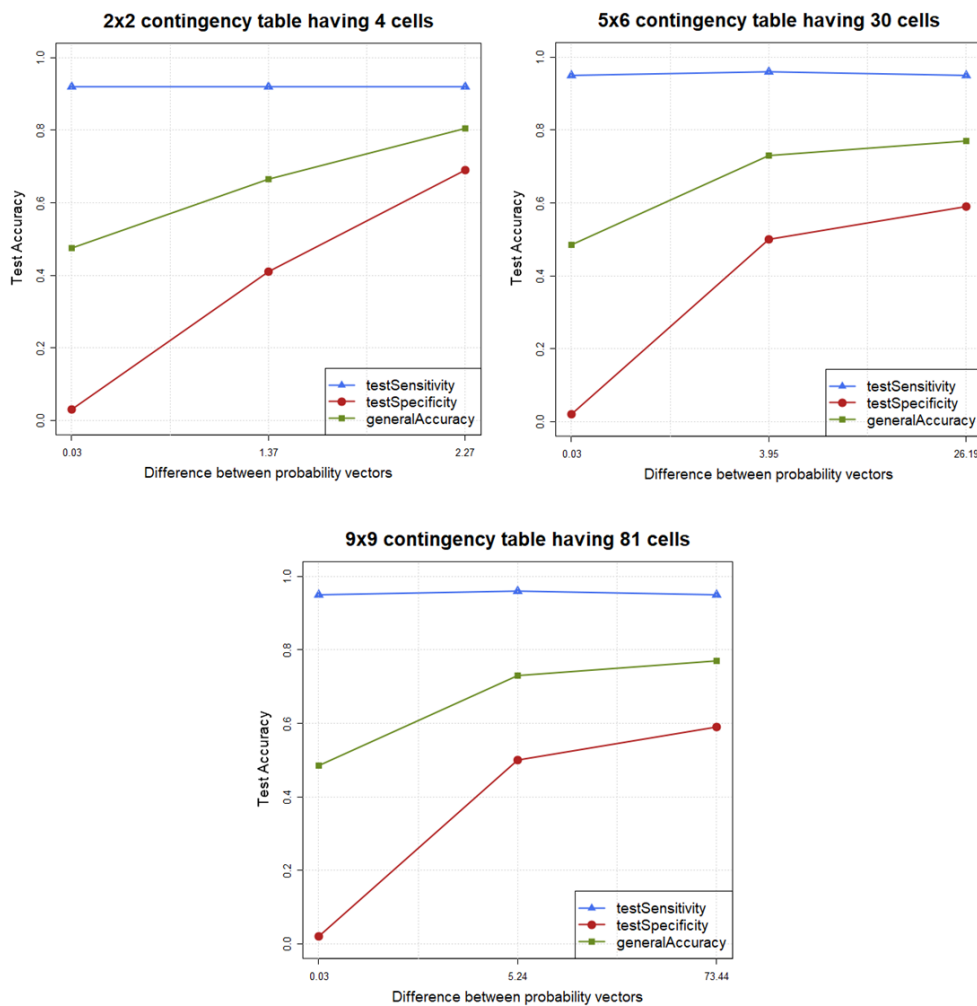 2x2 contingency table having 4 cells
Test Accuracy
1.0
0.8
0.6
0.4
0.2
0.0
testSensitivity
testSpecificity
generalAccuracy
0.03 1.37 2.27
Difference between probability vectors
5x6 contingency table having 30 cells
Test Accuracy
1.0
0.8
0.6
0.4
0.2
0.0
testSensitivity
testSpecificity
generalAccuracy
0.03 3.95 26.19
Difference between probability vectors
9x9 contingency table having 81 cells
Test Accuracy
1.0
0.8
0.6
0.4
0.2
0.0
testSensitivity
testSpecificity
generalAccuracy
0.03 5.24 73.44
Difference between probability vectors